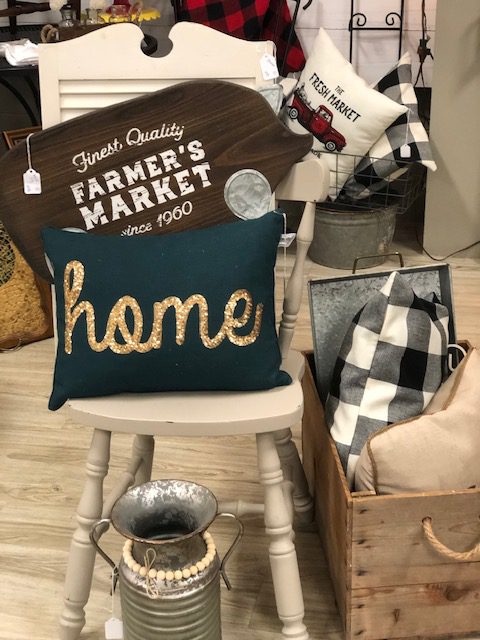 THE
FRESH MARKET
Finest Quality
FARMER'S
MARKET
since 1960
home